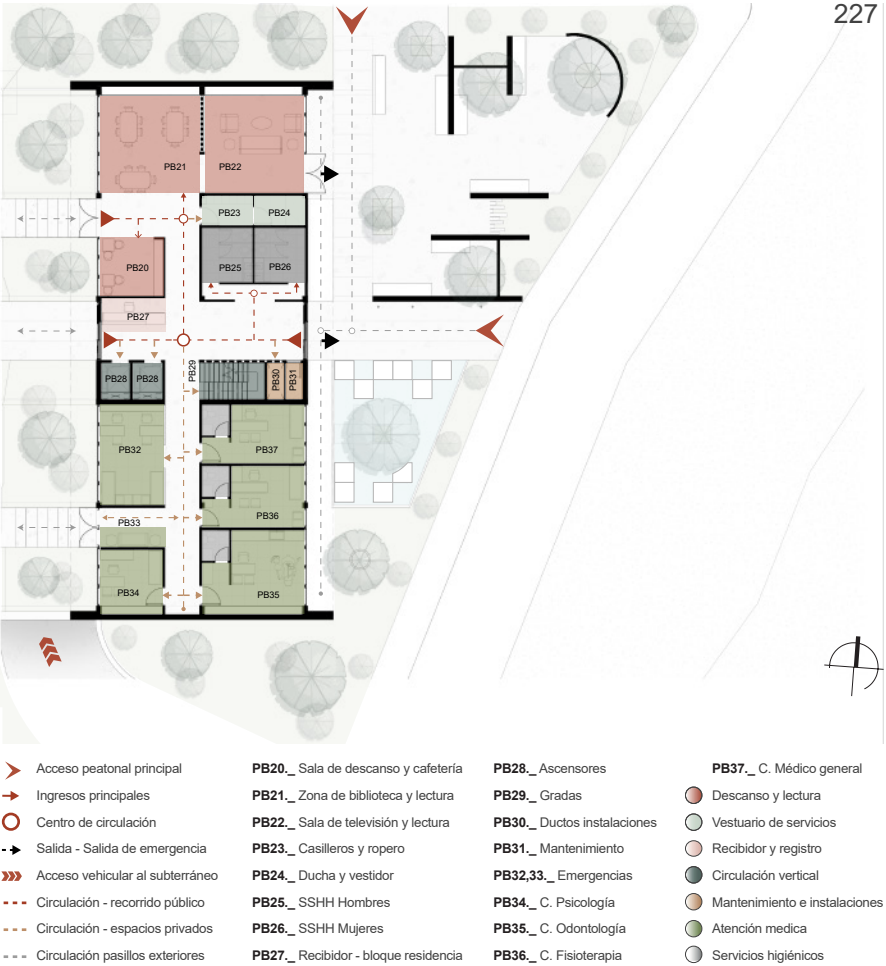 227
PB21
PB22
PB23
PB24
PB20
PB25
PB26
PB27
PB28
PB28
PB29
PB30
PB31
PB32
PB37
PB36
PB33
PB34
PB35
Acceso peatonal principal
Ingresos principales
Centro de circulación
Salida - Salida de emergencia
Acceso vehicular al subterráneo
Circulación - recorrido público
Circulación - espacios privados
Circulación pasillos exteriores
PB20._ Sala de descanso y cafetería
PB21._ Zona de biblioteca y lectura
PB22._ Sala de televisión y lectura
PB23._ Casilleros y ropero
PB24._ Ducha y vestidor
PB25._ SSHH Hombres
PB26._ SSHH Mujeres
PB27._ Recibidor - bloque residencia
PB28._ Ascensores
PB29._ Gradas
PB30._ Ductos instalaciones
PB31._ Mantenimiento
PB32,33._ Emergencias
PB34._ C. Psicología
PB35._ C. Odontología
PB36._ C. Fisioterapia
PB37._ C. Médico general
Descanso y lectura
Vestuario de servicios
Recibidor y registro
Circulación vertical
Mantenimiento e instalaciones
Atención medica
Servicios higiénicos